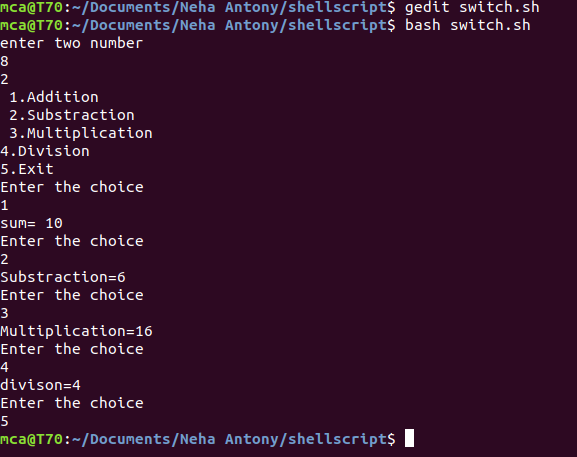 mca@T70:~/Documents/Neha Antony/shellscript$ gedit switch.sh
mca@T70:~/Documents/Neha Antony/shellscript$ bash switch.sh
enter two number
8
2
 1.Addition
 2.Substraction
 3.Multiplication
4.Division
5.Exit
Enter the choice
1
sum= 10
Enter the choice
2
Substraction=6
Enter the choice
3
Multiplication=16
Enter the choice
4
divison=4
Enter the choice
5
mca@T70:~/Documents/Neha Antony/shellscript$